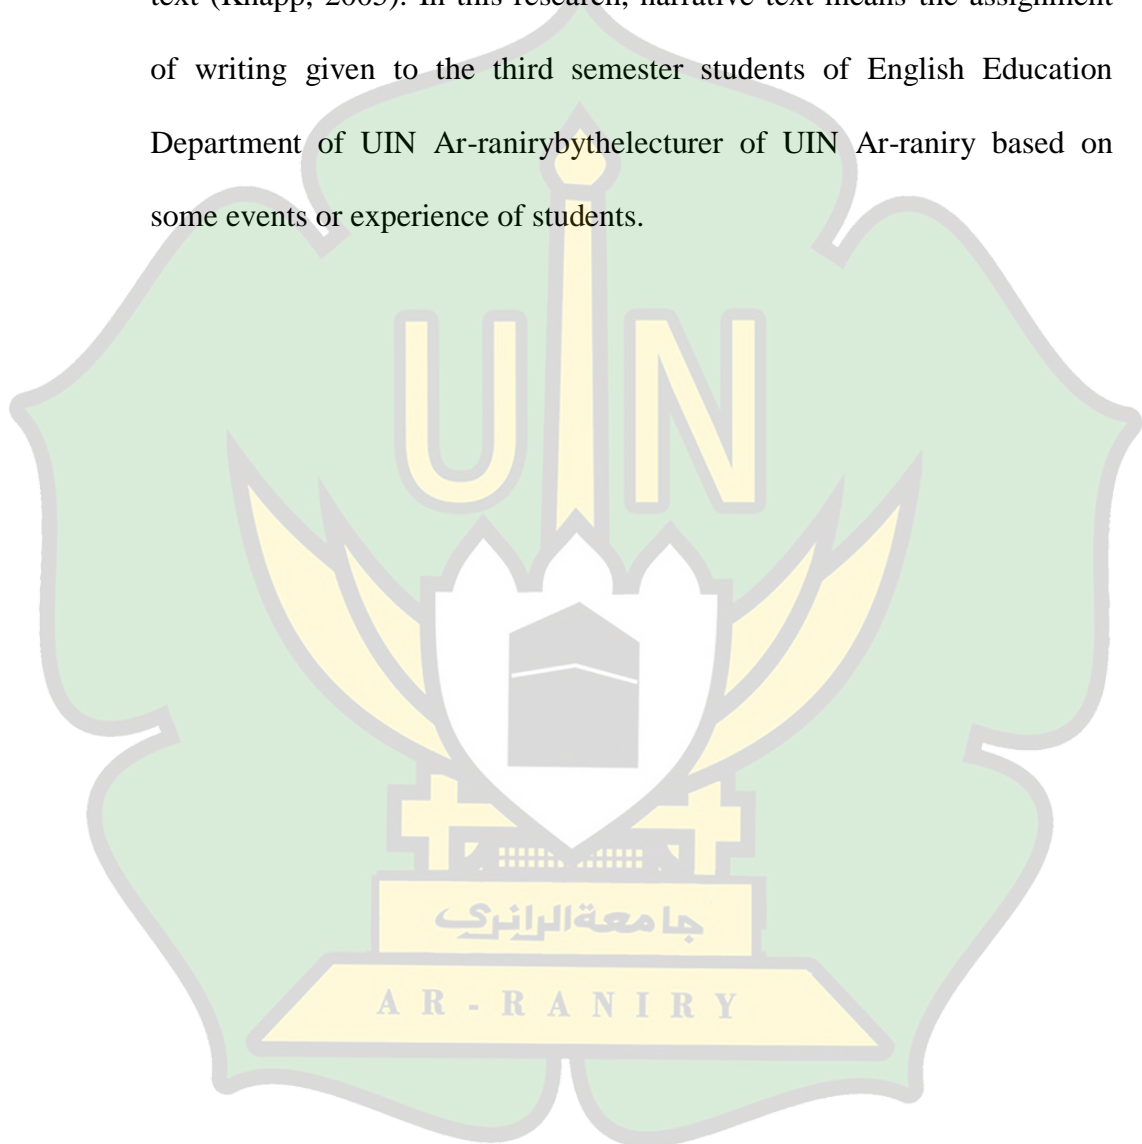 text (Knapp, 2005). In this research, narrative text means the assignment
of writing given to the third semester students of English Education
Department of UIN Ar-ranirybythelecturer of UIN Ar-raniry based on
some events or experience of students.
UIN
جامعةالرانرك
AR-RANIRY